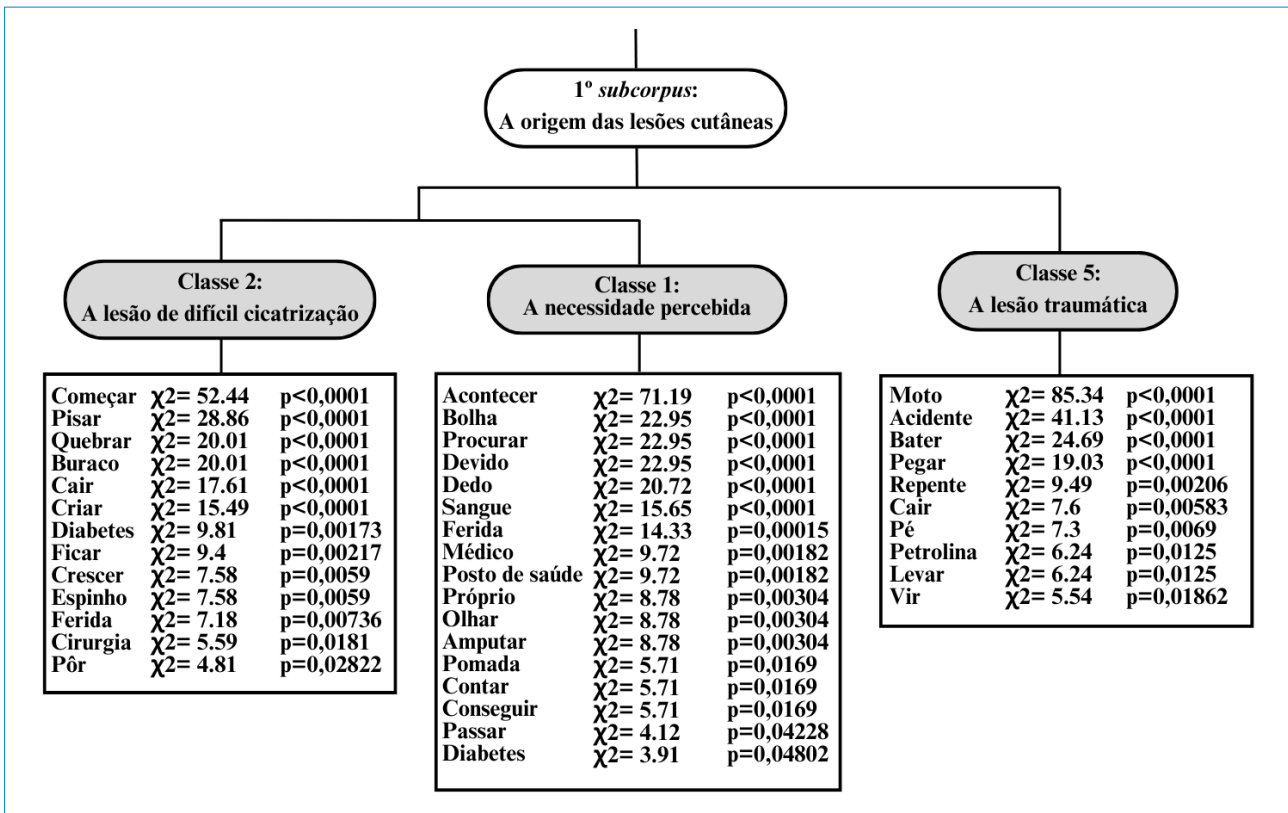 1º subcorpus:
A origem das lesões cutâneas
Classe 2:
A lesão de difícil cicatrização
Começar χ2= 52.44 p<0,0001
Pisar χ2= 28.86 p<0,0001
Quebrar χ2= 20.01 p<0,0001
Buraco χ2= 20.01 p<0,0001
Cair χ2= 17.61 p<0,0001
Criar χ2= 15.49 p<0,0001
Diabetes χ2= 9.81 p=0,00173
Ficar χ2= 9.4 p=0,00217
Crescer χ2= 7.58 p=0,0059
Espinho χ2= 7.58 p=0,0059
Ferida χ2= 7.18 p=0,00736
Cirurgia χ2= 5.59 p=0,0181
Pôr χ2= 4.81 p=0,02822
Classe 1:
A necessidade percebida
Acontecer χ2= 71.19 p<0,0001
Bolha χ2= 22.95 p<0,0001
Procurar χ2= 22.95 p<0,0001
Devido χ2= 22.95 p<0,0001
Dedo χ2= 20.72 p<0,0001
Sangue χ2= 15.65 p<0,0001
Ferida χ2= 14.33 p=0,00015
Médico χ2= 9.72 p=0,00182
Posto de saúde χ2= 9.72 p=0,00182
Próprio χ2= 8.78 p=0,00304
Olhar χ2= 8.78 p=0,00304
Amputar χ2= 8.78 p=0,00304
Pomada χ2= 5.71 p=0,0169
Contar χ2= 5.71 p=0,0169
Conseguir χ2= 5.71 p=0,0169
Passar χ2= 4.12 p=0,04228
Diabetes χ2= 3.91 p=0,04802
Classe 5:
A lesão traumática
Moto χ2= 85.34 p<0,0001
Acidente χ2= 41.13 p<0,0001
Bater χ2= 24.69 p<0,0001
Pegar χ2= 19.03 p<0,0001
Repente χ2= 9.49 p=0,00206
Cair χ2= 7.6 p=0,00583
Pé χ2= 7.3 p=0,0069
Petrolina χ2= 6.24 p=0,0125
Levar χ2= 6.24 p=0,0125
Vir χ2= 5.54 p=0,01862